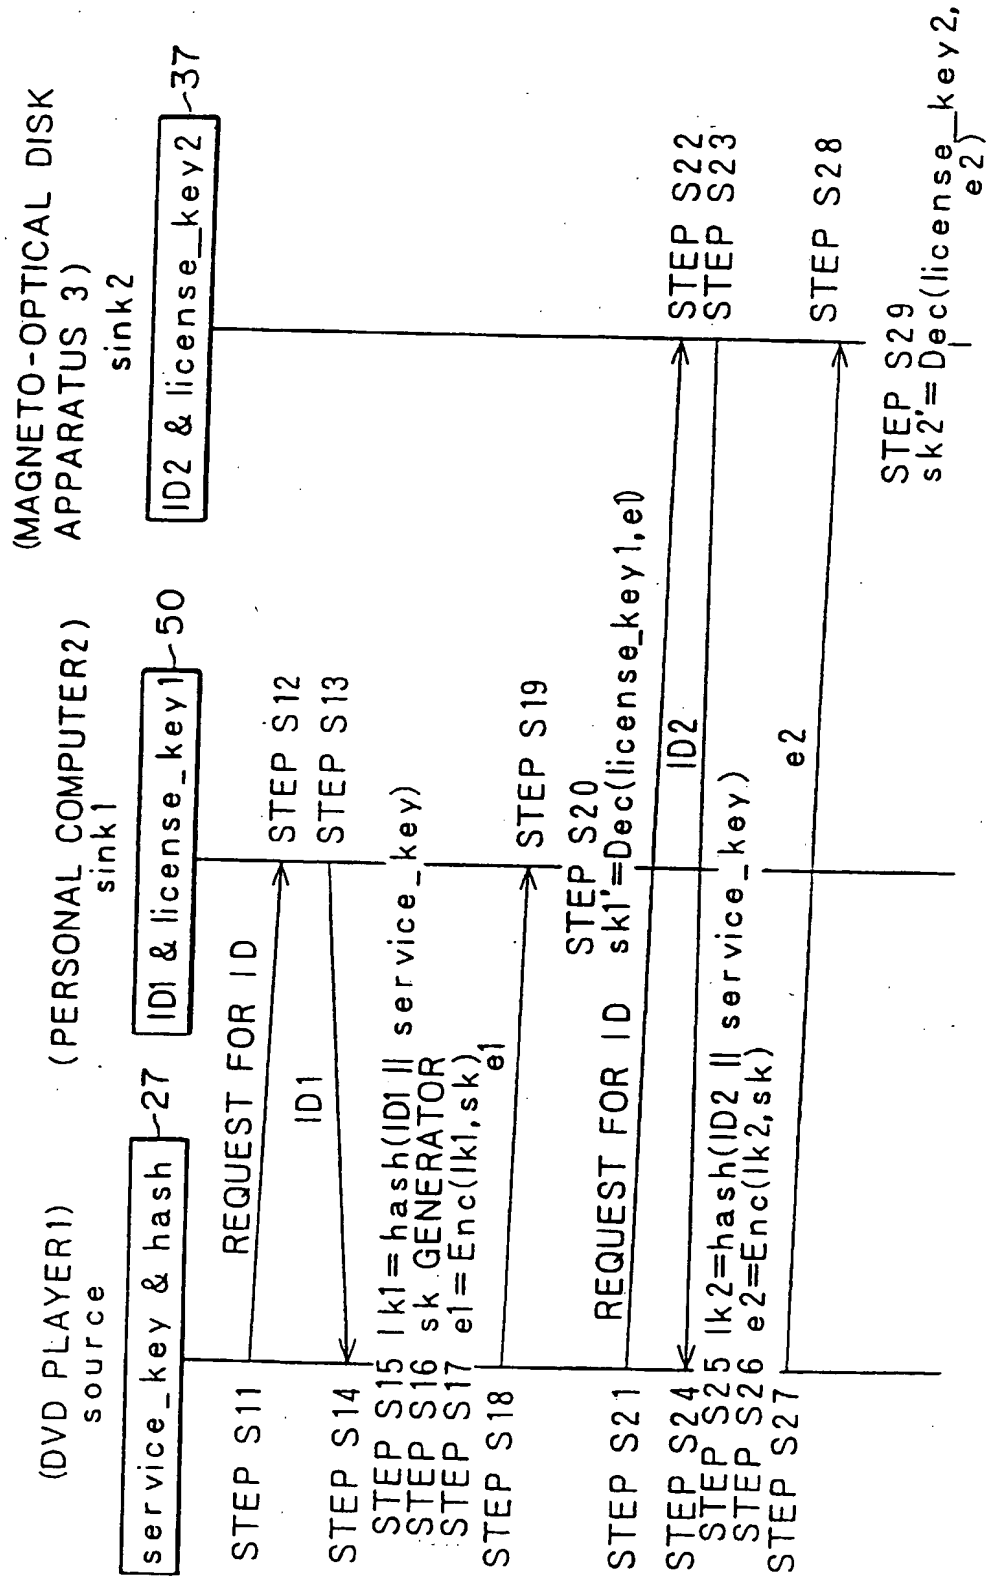 (DVD PLAYER1)
source
service_key & hash
27
(PERSONAL COMPUTER2)
sink1
ID1 & license_key1
50
(MAGNETO-OPTICAL DISK
APPARATUS 3)
sink2
ID2 & license_key2
37
STEP S11
REQUEST FOR ID
STEP S12
STEP S13
ID1
STEP S14
STEP S15 lk1=hash(ID1 || service_key)
STEP S16 sk GENERATOR
STEP S17 e1=Enc(lk1,sk)
STEP S18
e1
STEP S19
STEP S20
sk1'=Dec(license_key1,e1)
STEP S21
REQUEST FOR ID
STEP S22
STEP S23
ID2
STEP S24
STEP S25 lk2=hash(ID2 || service_key)
STEP S26 e2=Enc(lk2,sk)
STEP S27
e2
STEP S28
STEP S29
sk2'=Dec(license_key2,
e2)